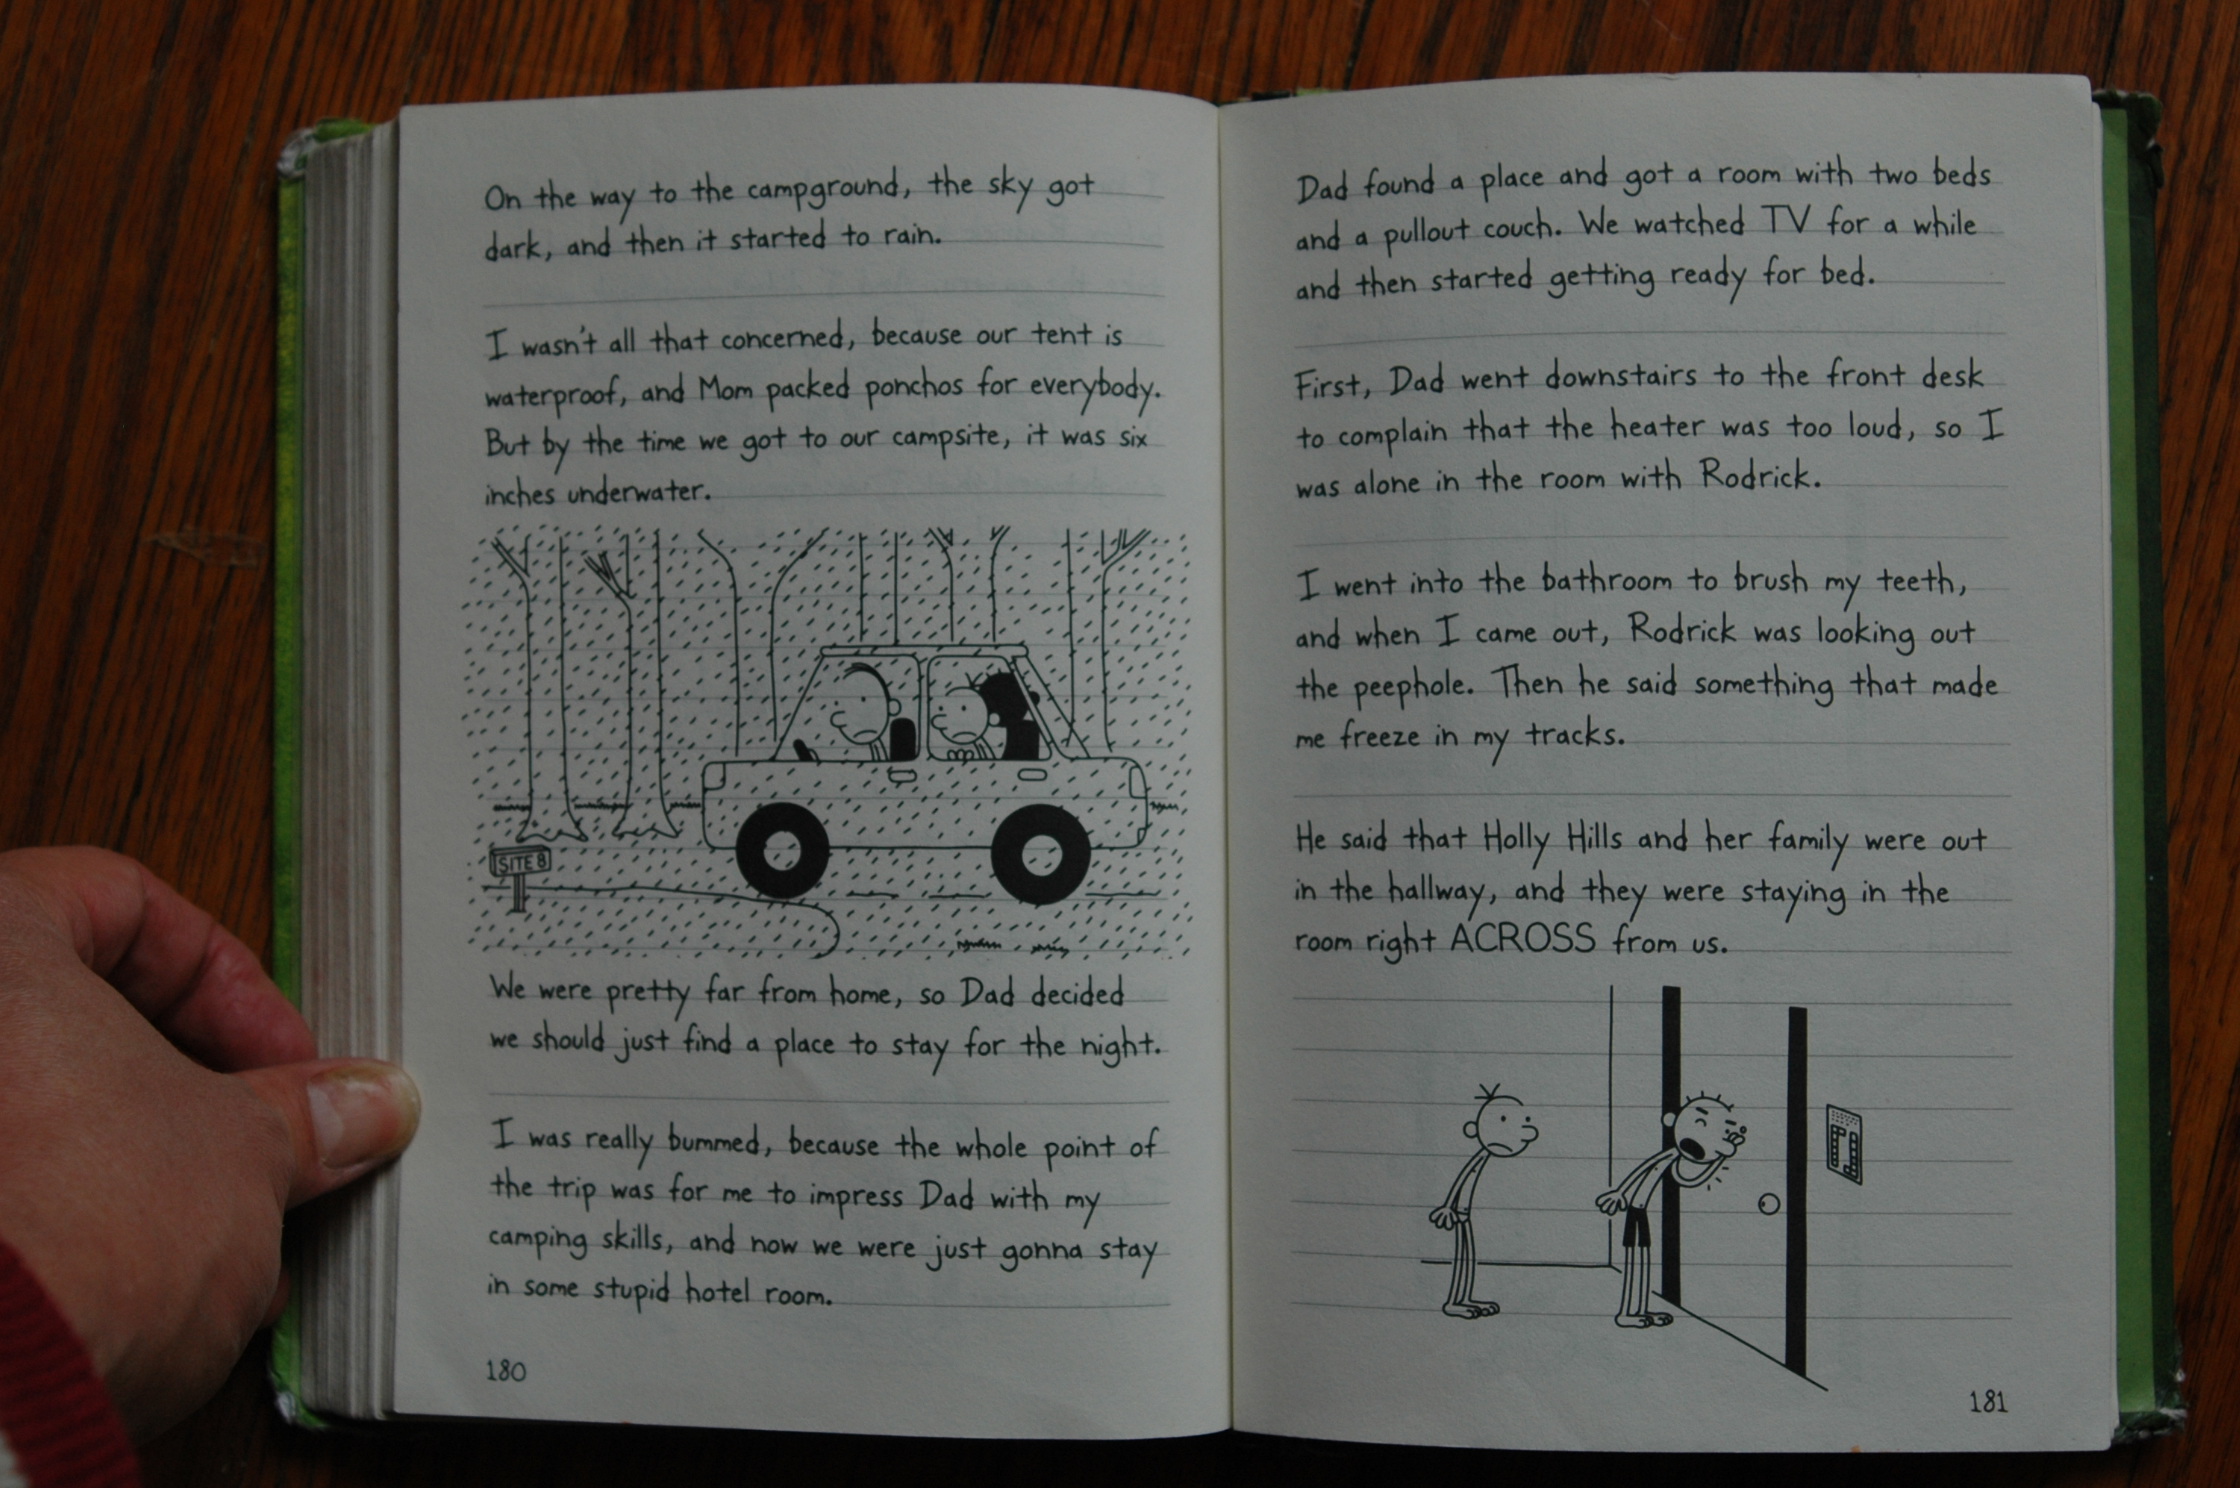 On the way to the campground, the sky got
dark, and then it started to rain.
I wasn't all that concerned, because our tent is
waterproof, and Mom packed ponchos for everybody.
But by the time we got to our campsite, it was six
inches underwater.
SITE 8
We were pretty far from home, so Dad decided
we should just find a place to stay for the night.
I was really bummed, because the whole point of
the trip was for me to impress Dad with my
camping skills, and now we were just gonna stay
in some stupid hotel room.
180
Dad found a place and got a room with two beds
and a pullout couch. We watched TV for a while
and then started getting ready for bed.
First, Dad went downstairs to the front desk
to complain that the heater was too loud, so I
was alone in the room with Rodrick.
I went into the bathroom to brush my teeth,
and when I came out, Rodrick was looking out
the peephole. Then he said something that made
me freeze in my tracks.
He said that Holly Hills and her family were out
in the hallway, and they were staying in the
room right ACROSS from us.
181